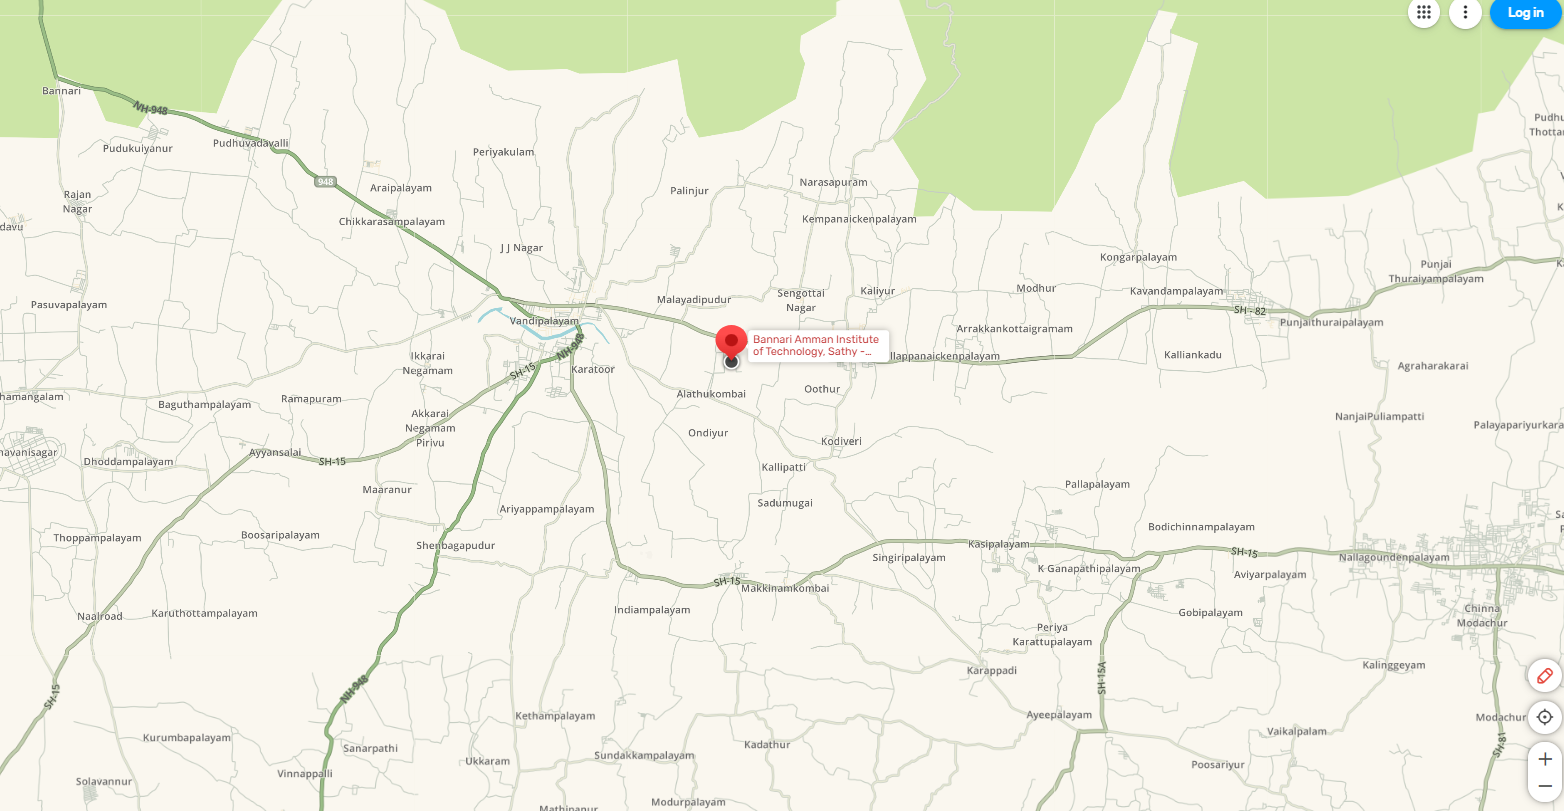 Log in
Bannari
NH-948
Pudhuvadavalli
Pudukuiyanur
Periyakulam
948
Araipalayam
Palinjur
Narasapuram
Rajan
Nagar
Chikkarasampalayam
Kempanaickenpalayam
J J Nagar
Kongarpalayam
Punjai
Thuraiyampalayam
Pasuvapalayam
Malayadipudur
Sengottai
Nagar
Kaliyur
Modhur
Kavandampalayam
SH - 82
Punjaithuraipalayam
Vandipalayam
Arrakkankottaigramam
Bannari Amman Institute
of Technology, Sathy -...
llappanaickenpalayam
Kalliankadu
NH-948
Ikkarai
Negamam
SH-15
Karatoor
Agraharakarai
Alathukombai
Oothur
hamangalam
Baguthampalayam
Ramapuram
Akkarai
Negamam
Pirivu
NanjaiPuliampatti
Palayapariyurkara
Ondiyur
Kodiveri
havanisagar
Ayyansalai
Dhoddampalayam
SH-15
Kallipatti
Maaranur
Pallapalayam
Ariyappampalayam
Sadumugai
Thoppampalayam
Boosaripalayam
Bodichinnampalayam
Shenbagapudur
Singiripalayam
Kasipalayam
SH-15
Nallagoundenpalayam
K Ganapathipalayam
Aviyarpalayam
SH-15
Makkinamkombai
Naalroad
Karuthottampalayam
Indiampalayam
Gobipalayam
Chinna
Modachur
Periya
Karattupalayam
Karappadi
Kalinggeyam
SH-15
NH-948
SH-15A
Kethampalayam
Ayeepalayam
Modachur
Kurumbapalayam
Sanarpathi
Kadathur
Vaikalpalam
SH-81
Sundakkampalayam
Ukkaram
Poosariyur
Solavannur
Vinnappalli
Modurpalayam
Mathinapur